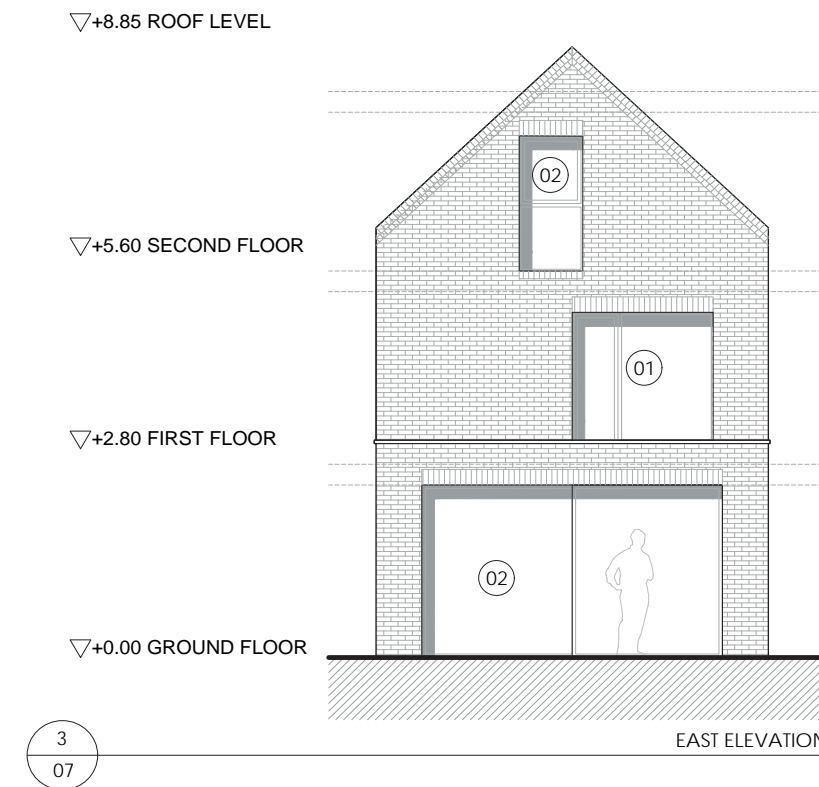 ▽+8.85 ROOF LEVEL
02
▽+5.60 SECOND FLOOR
01
▽+2.80 FIRST FLOOR
02
▽+0.00 GROUND FLOOR
3
EAST ELEVATION
07